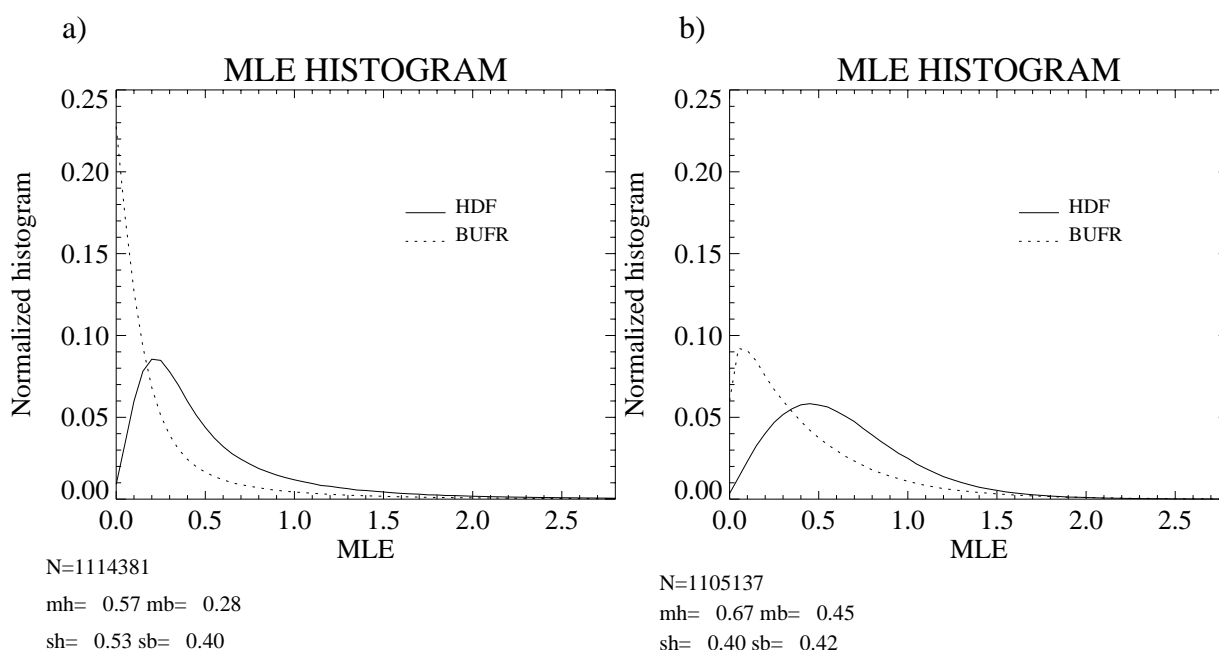 a)
MLE HISTOGRAM
0.25
0.20
0.15
0.10
0.05
0.00
Normalized histogram
HDF
BUFR
0.0 0.5 1.0 1.5 2.0 2.5
MLE
N=1114381
mh= 0.57 mb= 0.28
sh= 0.53 sb= 0.40
b)
MLE HISTOGRAM
0.25
0.20
0.15
0.10
0.05
0.00
Normalized histogram
HDF
BUFR
0.0 0.5 1.0 1.5 2.0 2.5
MLE
N=1105137
mh= 0.67 mb= 0.45
sh= 0.40 sb= 0.42